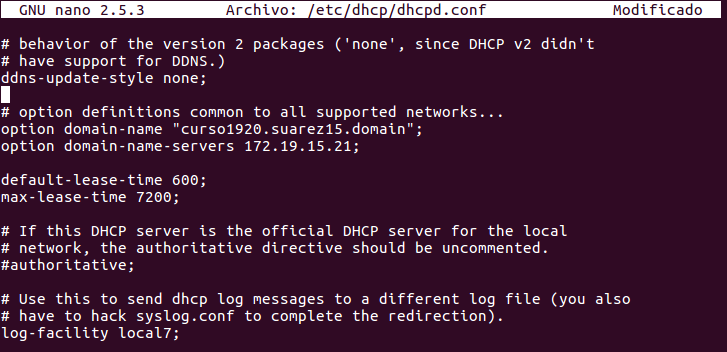 GNU nano 2.5.3 Archivo: /etc/dhcp/dhcpd.conf Modificado
# behavior of the version 2 packages ('none', since DHCP v2 didn't
# have support for DDNS.)
ddns-update-style none;
# option definitions common to all supported networks...
option domain-name "curso1920.suarez15.domain";
option domain-name-servers 172.19.15.21;
default-lease-time 600;
max-lease-time 7200;
# If this DHCP server is the official DHCP server for the local
# network, the authoritative directive should be uncommented.
#authoritative;
# Use this to send dhcp log messages to a different log file (you also
# have to hack syslog.conf to complete the redirection).
log-facility local7;